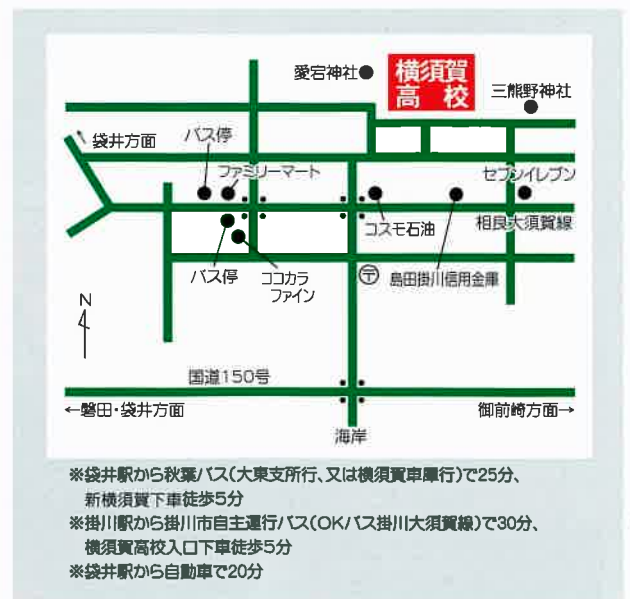 愛宕神社
横須賀
高校
三熊野神社
袋井方面
バス停
ファミリーマート
セブンイレブン
コスモ石油
相良大須賀線
バス停
ココカラ
ファイン
〒
島田掛川信用金庫
N
国道150号
←磐田・袋井方面
御前崎方面→
海岸
※袋井駅から秋葉バス(大東支所行、又は横須賀車庫行)で25分、
新横須賀下車徒歩5分
※掛川駅から掛川市自主運行バス(OKバス掛川大須賀線)で30分、
横須賀高校入口下車徒歩5分
※袋井駅から自動車で20分